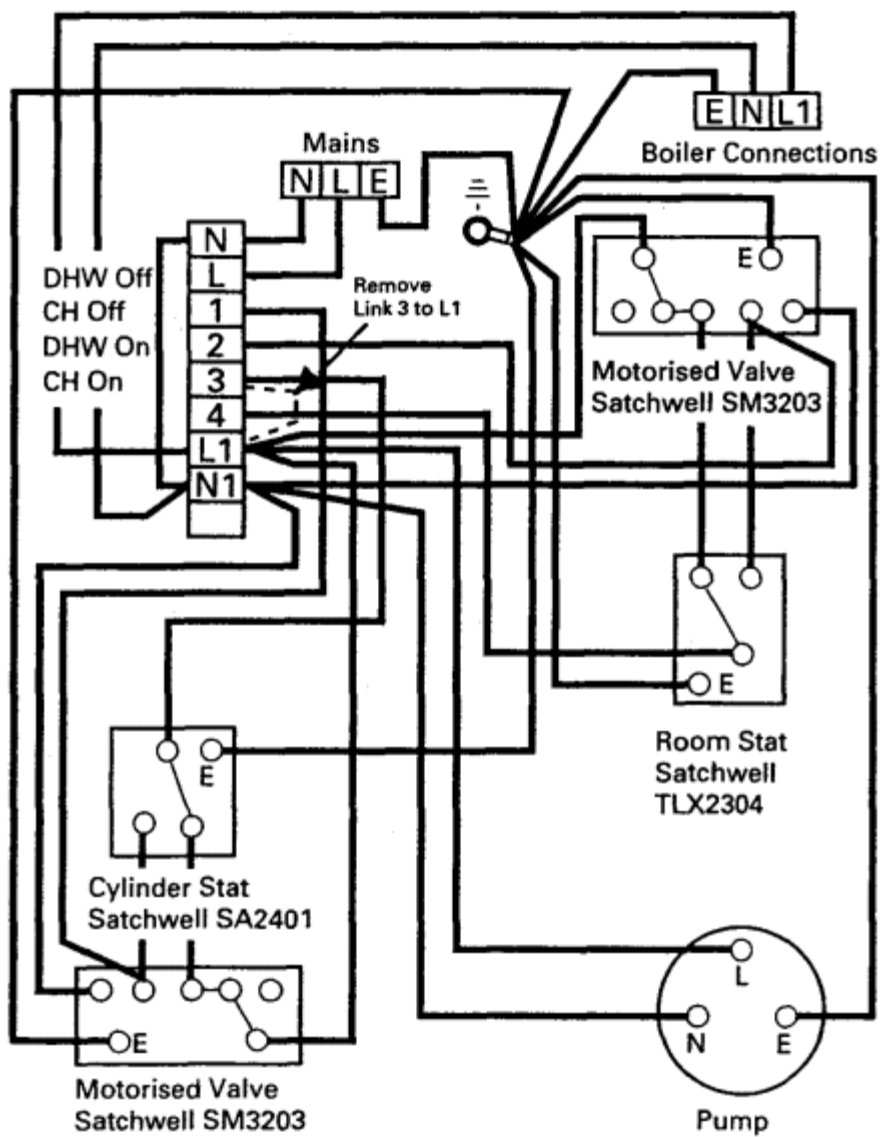 E N L1
Boiler Connections
Mains
N L E
N
L
1
2
3
4
L1
N1
DHW Off
CH Off
DHW On
CH On
Remove
Link 3 to L1
E
Motorised Valve
Satchwell SM3203
E
Room Stat
Satchwell
TLX2304
E
Cylinder Stat
Satchwell SA2401
E
Motorised Valve
Satchwell SM3203
L
N
E
Pump